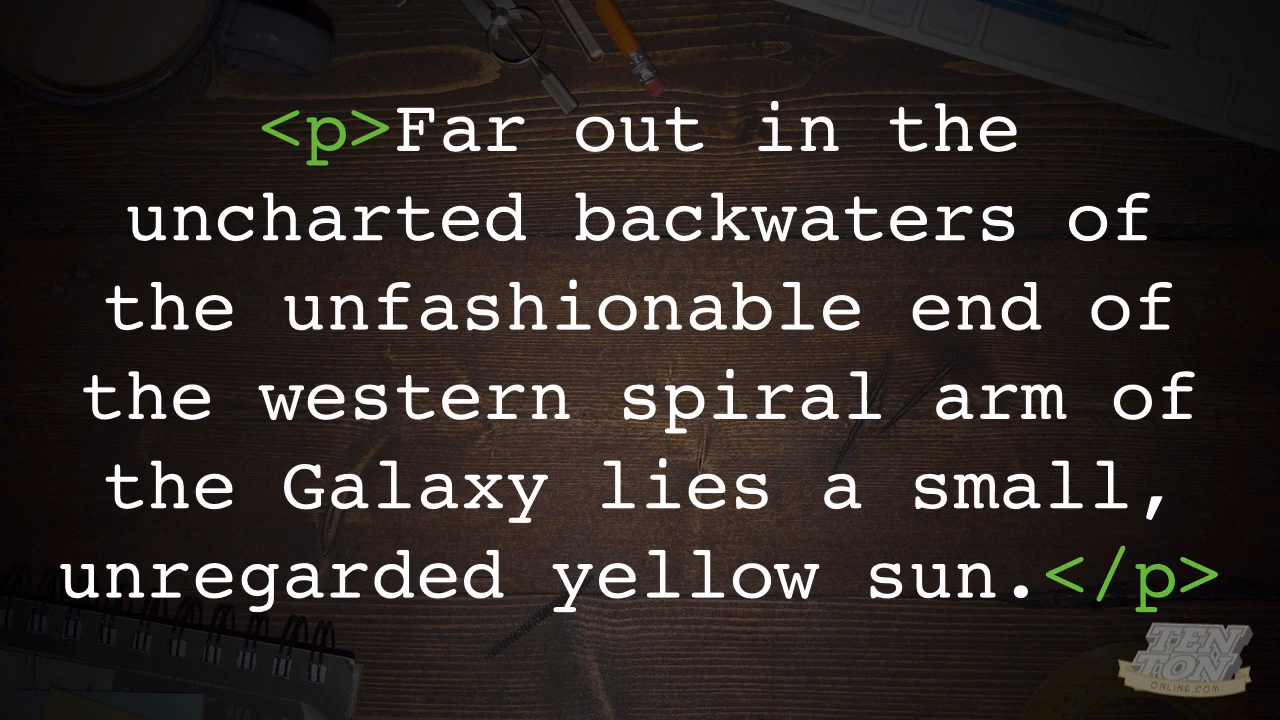 <p>Far out in the
uncharted backwaters of
the unfashionable end of
the western spiral arm of
the Galaxy lies a small,
unregarded yellow sun.</p>
TEN
TON
ONLINE.COM